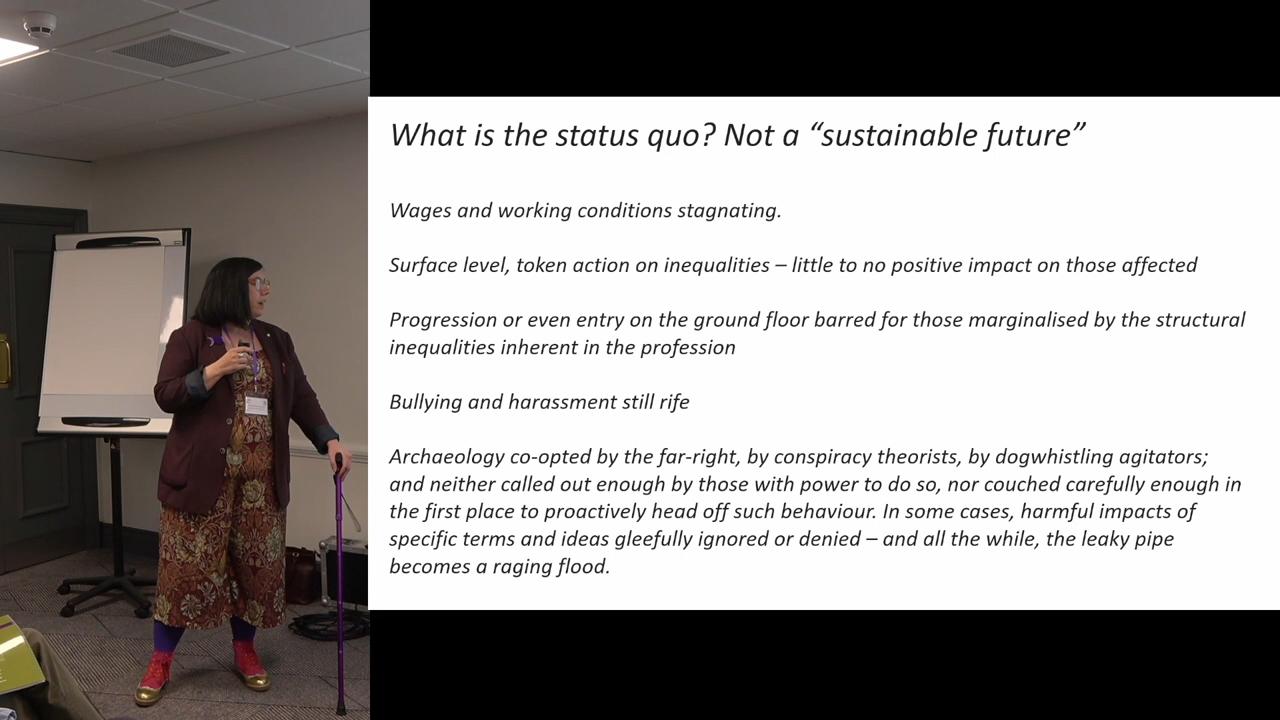 What is the status quo? Not a “sustainable future”
Wages and working conditions stagnating.
Surface level, token action on inequalities – little to no positive impact on those affected
Progression or even entry on the ground floor barred for those marginalised by the structural
inequalities inherent in the profession
Bullying and harassment still rife
Archaeology co-opted by the far-right, by conspiracy theorists, by dogwhistling agitators;
and neither called out enough by those with power to do so, nor couched carefully enough in
the first place to proactively head off such behaviour. In some cases, harmful impacts of
specific terms and ideas gleefully ignored or denied – and all the while, the leaky pipe
becomes a raging flood.